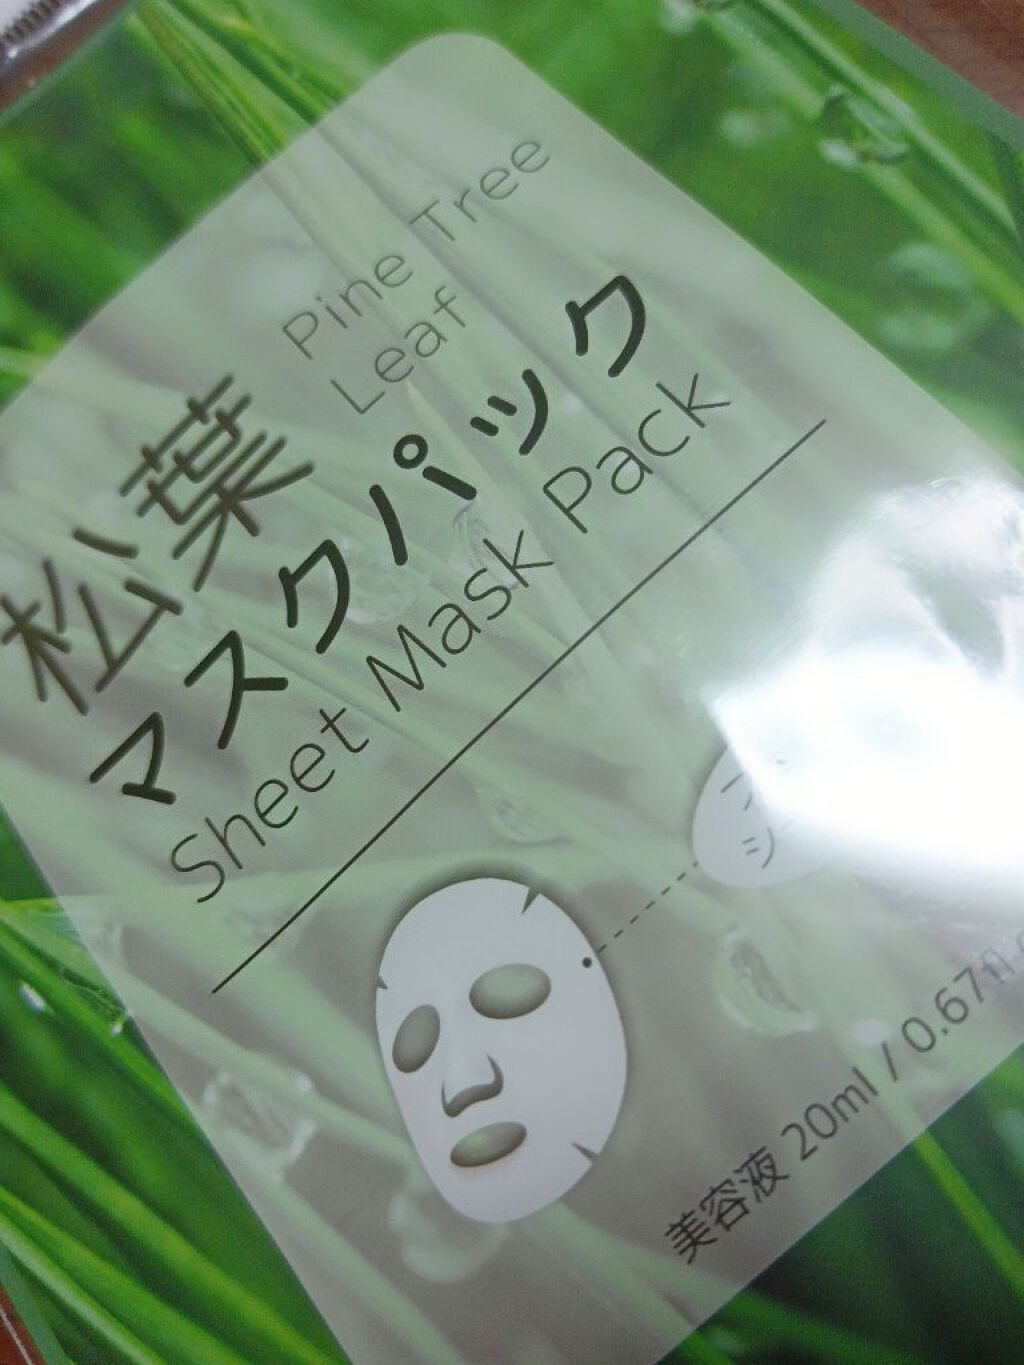 Pine Tree
Leaf
松葉
マスクパック
Sheet Mask Pack
美容液 20ml / 0.67fl